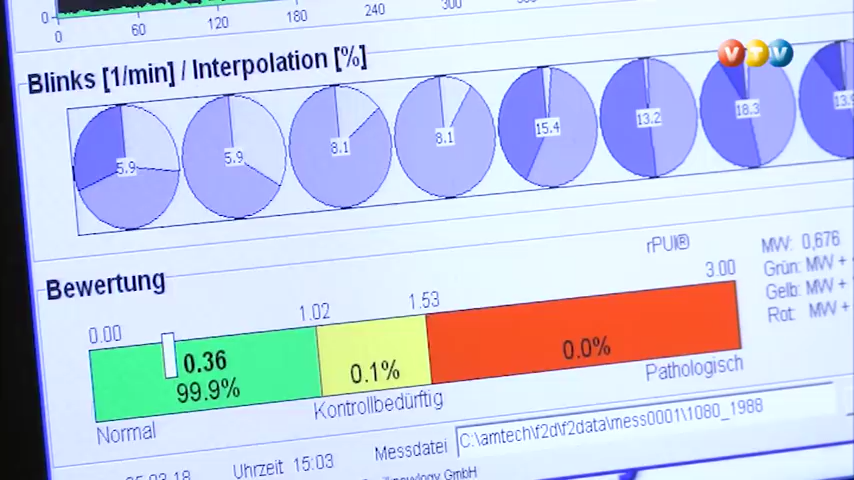 0
0 60 120 180 240 300
VTV
Blinks [1/min] / Interpolation [%]
5.9 5.9 8.1 8.1 15.4 13.2 18.3
Bewertung
rPUI®
MW: 0,676
Grün: MW +
Gelb: MW +
Rot: MW +
0.00 1.02 1.53 3.00
0.36
99.9% 0.1% 0.0%
Normal Kontrollbedürftig Pathologisch
Uhrzeit 15:03 Messdatei C:\amtech\f2d\f2data\mess0001\1080_1988
GmbH